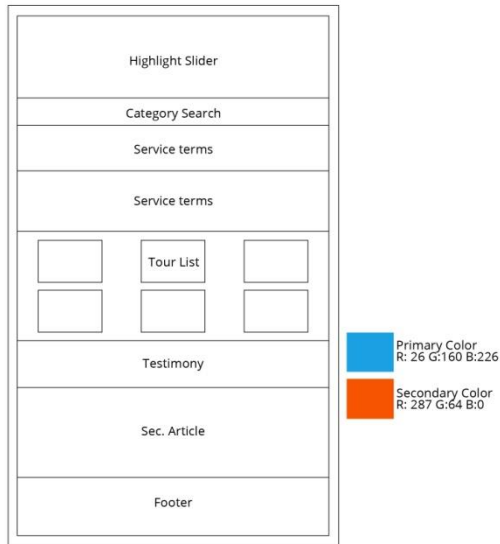 Highlight Slider
Category Search
Service terms
Service terms
Tour List
Testimony
Sec. Article
Footer
Primary Color
R: 26 G:160 B:226
Secondary Color
R: 287 G:64 B:0